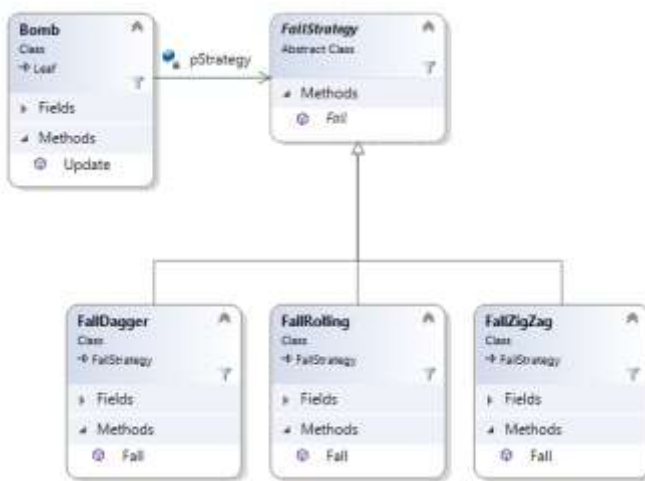 Bomb
Class
Leaf
Fields
Methods
Update
pStrategy
FallStrategy
Abstract Class
Methods
Fall
FallDagger
Class
FallStrategy
Fields
Methods
Fall
FallRolling
Class
FallStrategy
Fields
Methods
Fall
FallZigZag
Class
FallStrategy
Fields
Methods
Fall